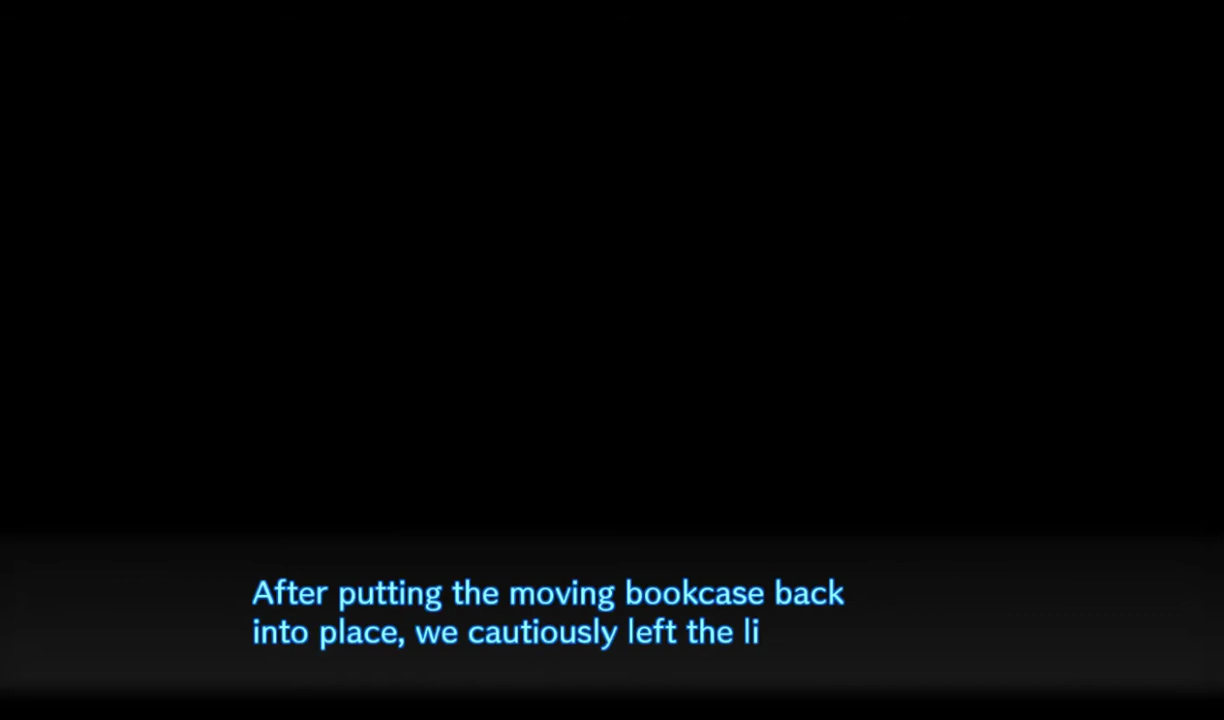 After putting the moving bookcase back
into place, we cautiously left the li